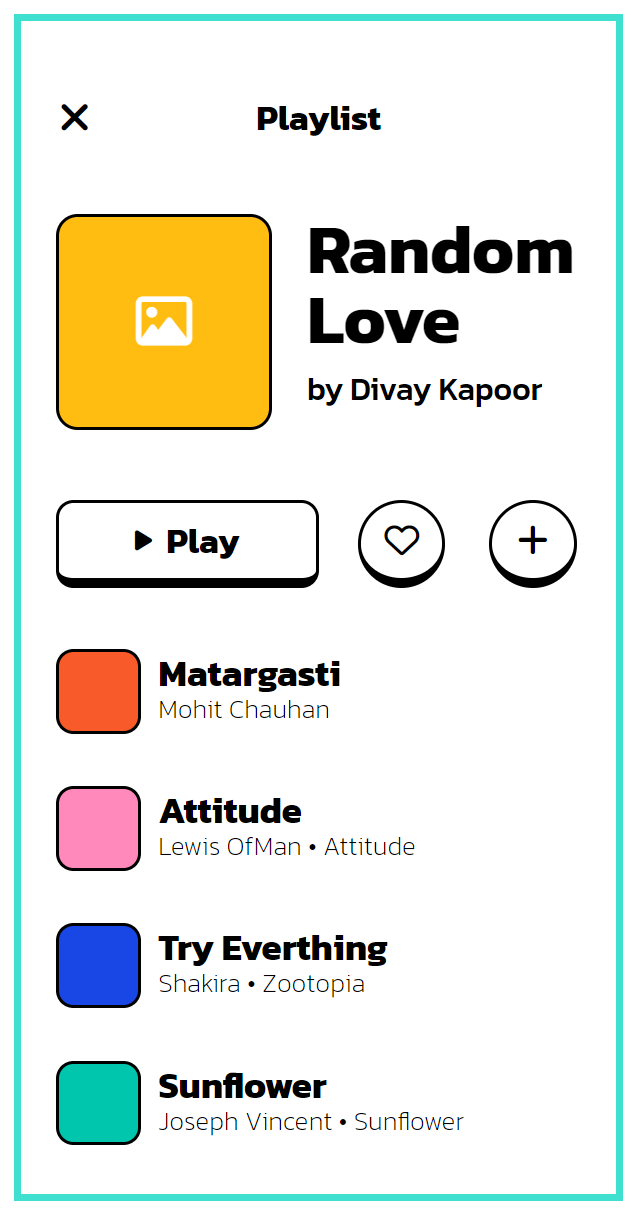 Playlist
Random
Love
by Divay Kapoor
Play
Matargasti
Mohit Chauhan
Attitude
Lewis OfMan • Attitude
Try Everthing
Shakira • Zootopia
Sunflower
Joseph Vincent • Sunflower